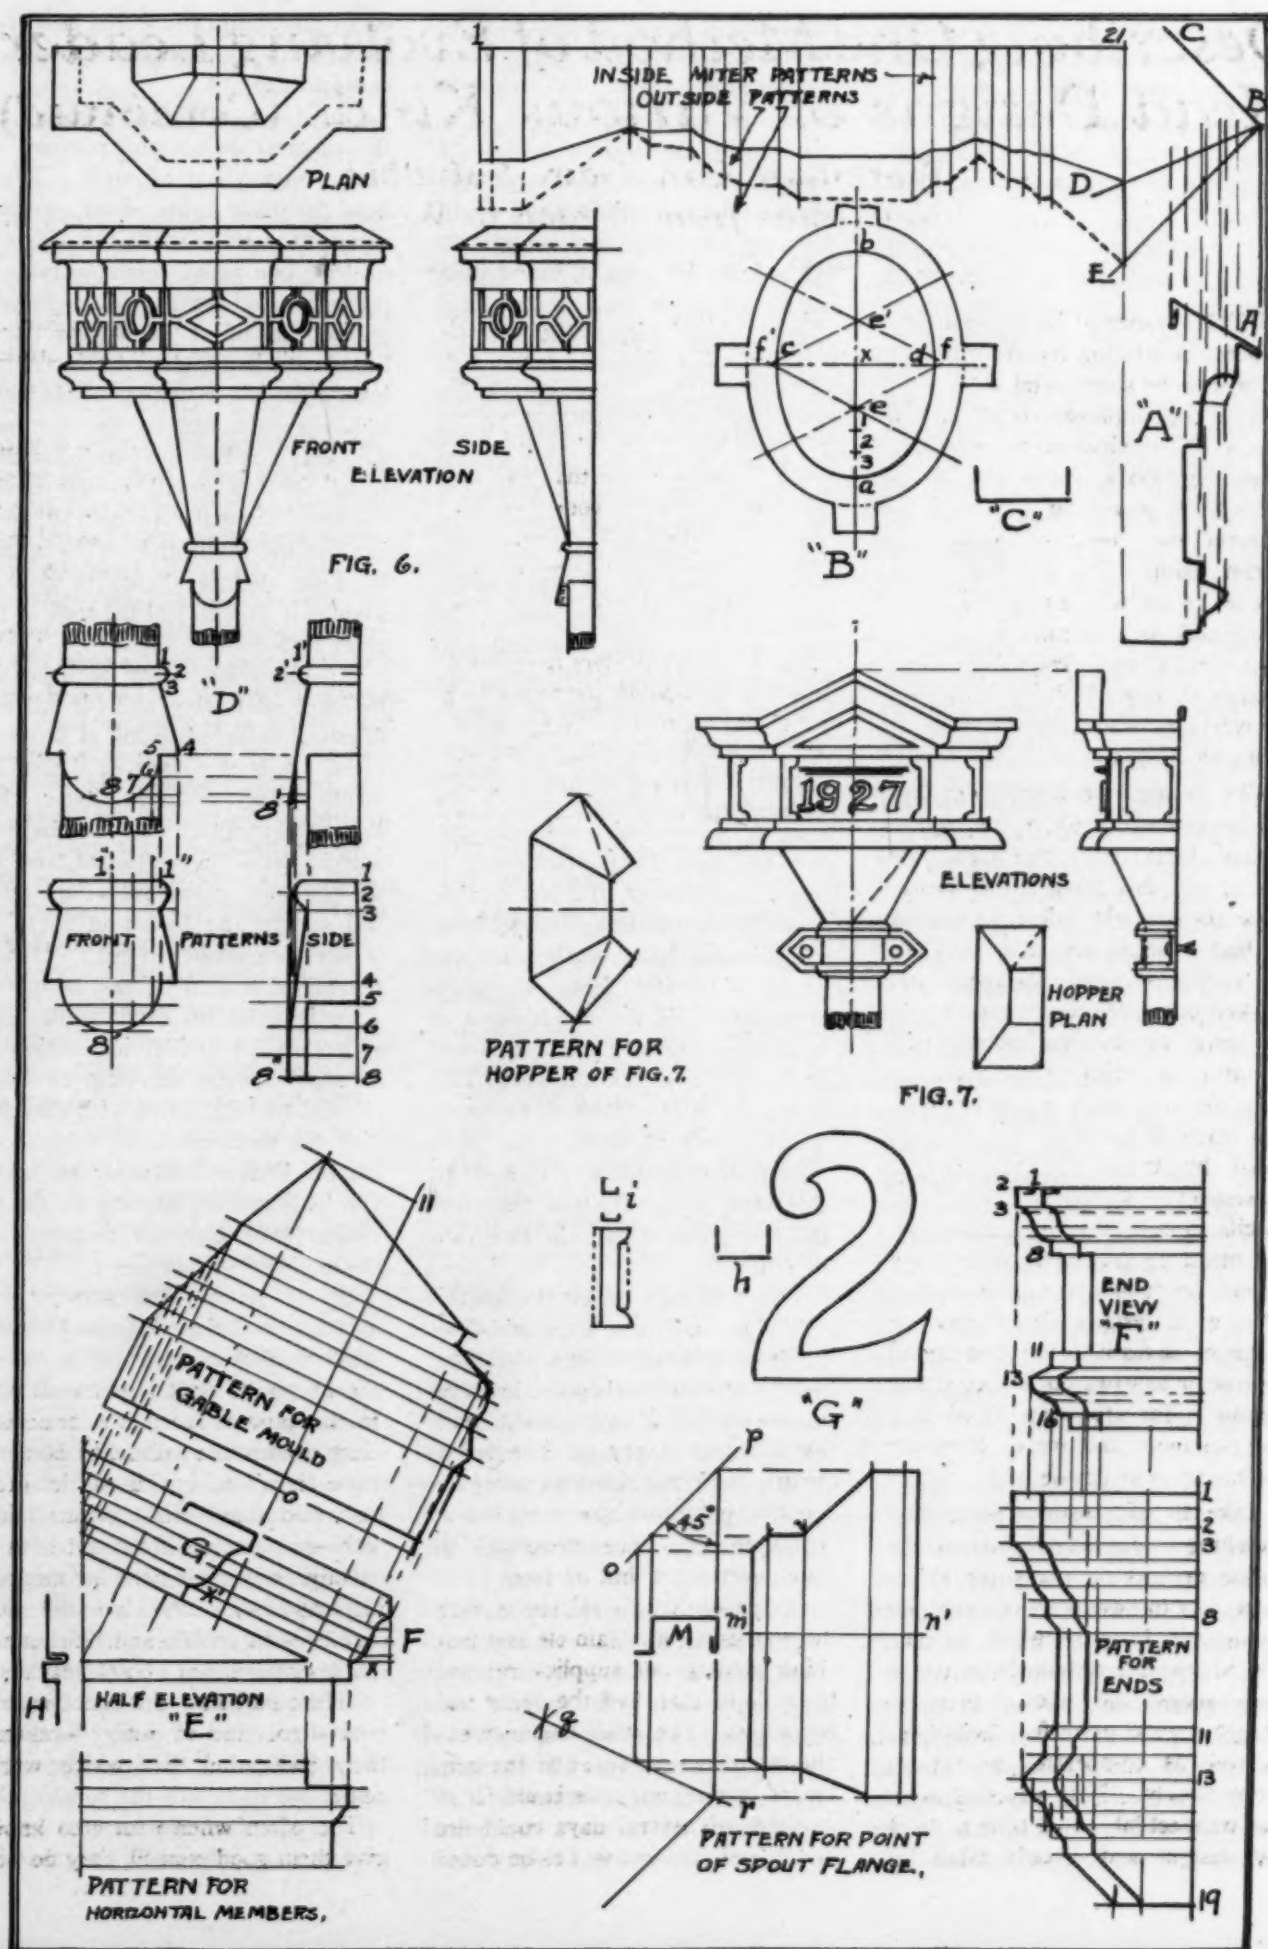 1
21
C
INSIDE MITER PATTERNS
OUTSIDE PATTERNS
B
PLAN
D
E
b
A
e'
f'
c
x
d
f
"A"
e
1
2
3
a
FRONT
SIDE
ELEVATION
"C"
FIG. 6.
"B"
1
2
3
"D"
1'
2'
i
5
4
6
7
8
8'
1927
1'
1"
1
2
3
FRONT
PATTERNS
SIDE
4
5
6
7
8'
8"
8
ELEVATIONS
HOPPER
PLAN
PATTERN FOR
HOPPER OF FIG. 7.
FIG. 7.
11
i
h
2
"G"
2
1
3
8
END
VIEW
"F"
11
13
16
PATTERN FOR
GABLE MOULD
O
G
X'
F
X
P
45°
O
M
m'
n'
1
2
3
8
PATTERN
FOR
ENDS
11
13
19
H
HALF ELEVATION
"E"
g
r
PATTERN FOR POINT
OF SPOUT FLANGE,
PATTERN FOR
HORIZONTAL MEMBERS,